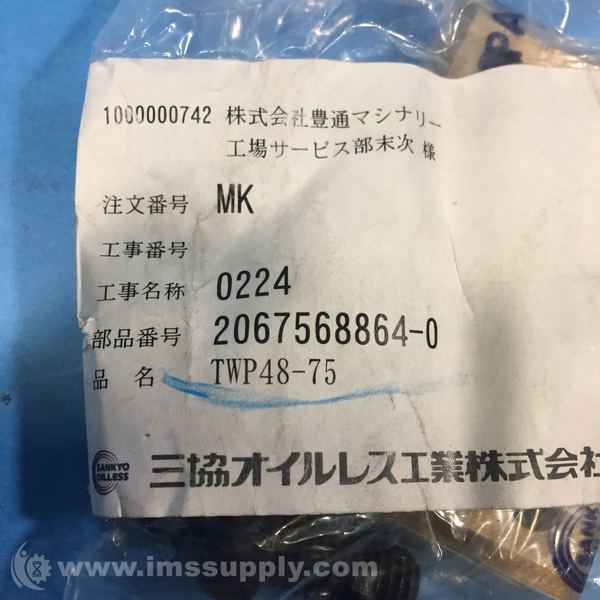 1000000742 株式会社豊通マシナリー
工場サービス部末次 様
注文番号 MK
工事番号
工事名称 0224
部品番号 2067568864-0
品 名 TWP48-75
SANKYO OILLESS 三協オイルレス工業株式会社
www.imssupply.com